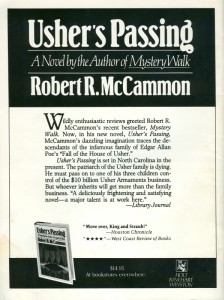 Usher's Passing
A Novel by the Author of Mystery Walk
Robert R. McCammon
Wildly enthusiastic reviews greeted Robert R.
McCammon's recent bestseller, Mystery
Walk. Now, in his new novel, Usher's Passing,
McCammon's dazzling imagination traces the de-
scendants of the infamous family of Edgar Allan
Poe's "Fall of the House of Usher."
Usher's Passing is set in North Carolina in the
present. The patriarch of the Usher family is dying.
He must pass on to one of his three children con-
trol of the $10 billion Usher Armaments business.
But whoever inherits will get more than the family
business. "A deliciously frightening and satisfying
novel—a major talent is at work here."
—Library Journal
"Move over, King and Straub!"
—Houston Chronicle
"★★★★"—West Coast Review of Books
Usher's Passing
At bookstores everywhere.
HOLT
RINEHART
WINSTON